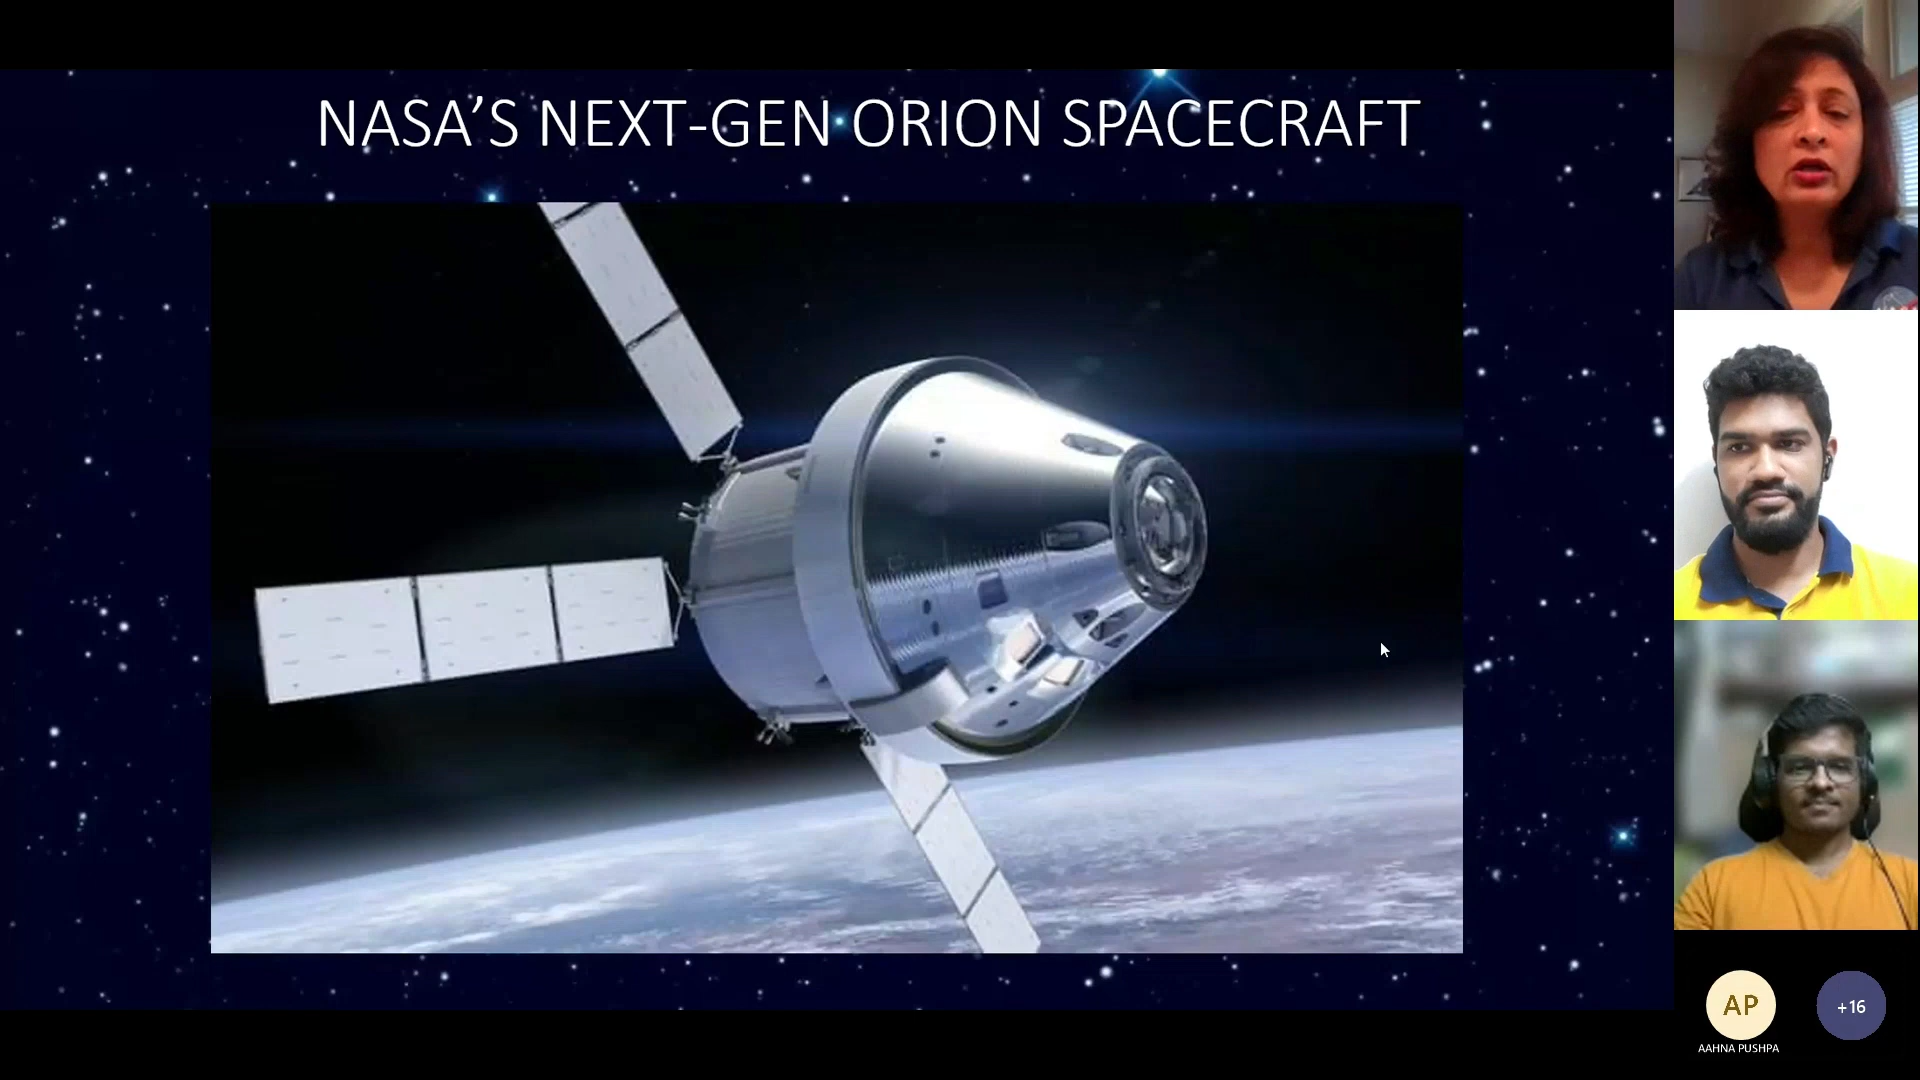 NASA’S NEXT-GEN ORION SPACECRAFT
AP
+16
AAHNA PUSHPA